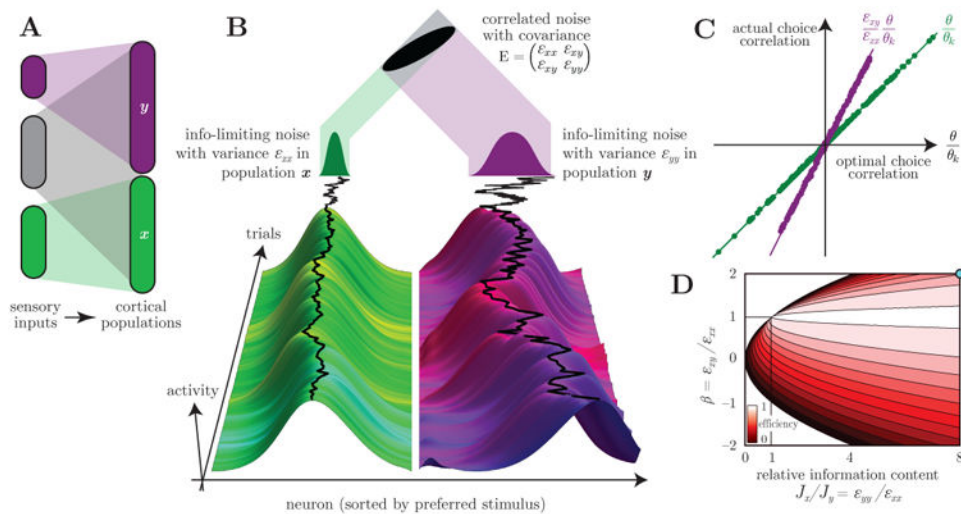 A
y
x
sensory inputs
cortical populations
B
correlated noise
with covariance
E = (εxx εxy
εxy εyy)
info-limiting noise
with variance εxx in
population x
info-limiting noise
with variance εyy in
population y
trials
activity
neuron (sorted by preferred stimulus)
C
actual choice
correlation
εxy/εxx θ/θk
θ/θk
θ/θk
optimal choice
correlation
D
2
1
0
-1
-2
β = εxy/εxx
1
efficiency
0
0 1 4 8
relative information content
Jx/Jy = εyy/εxx